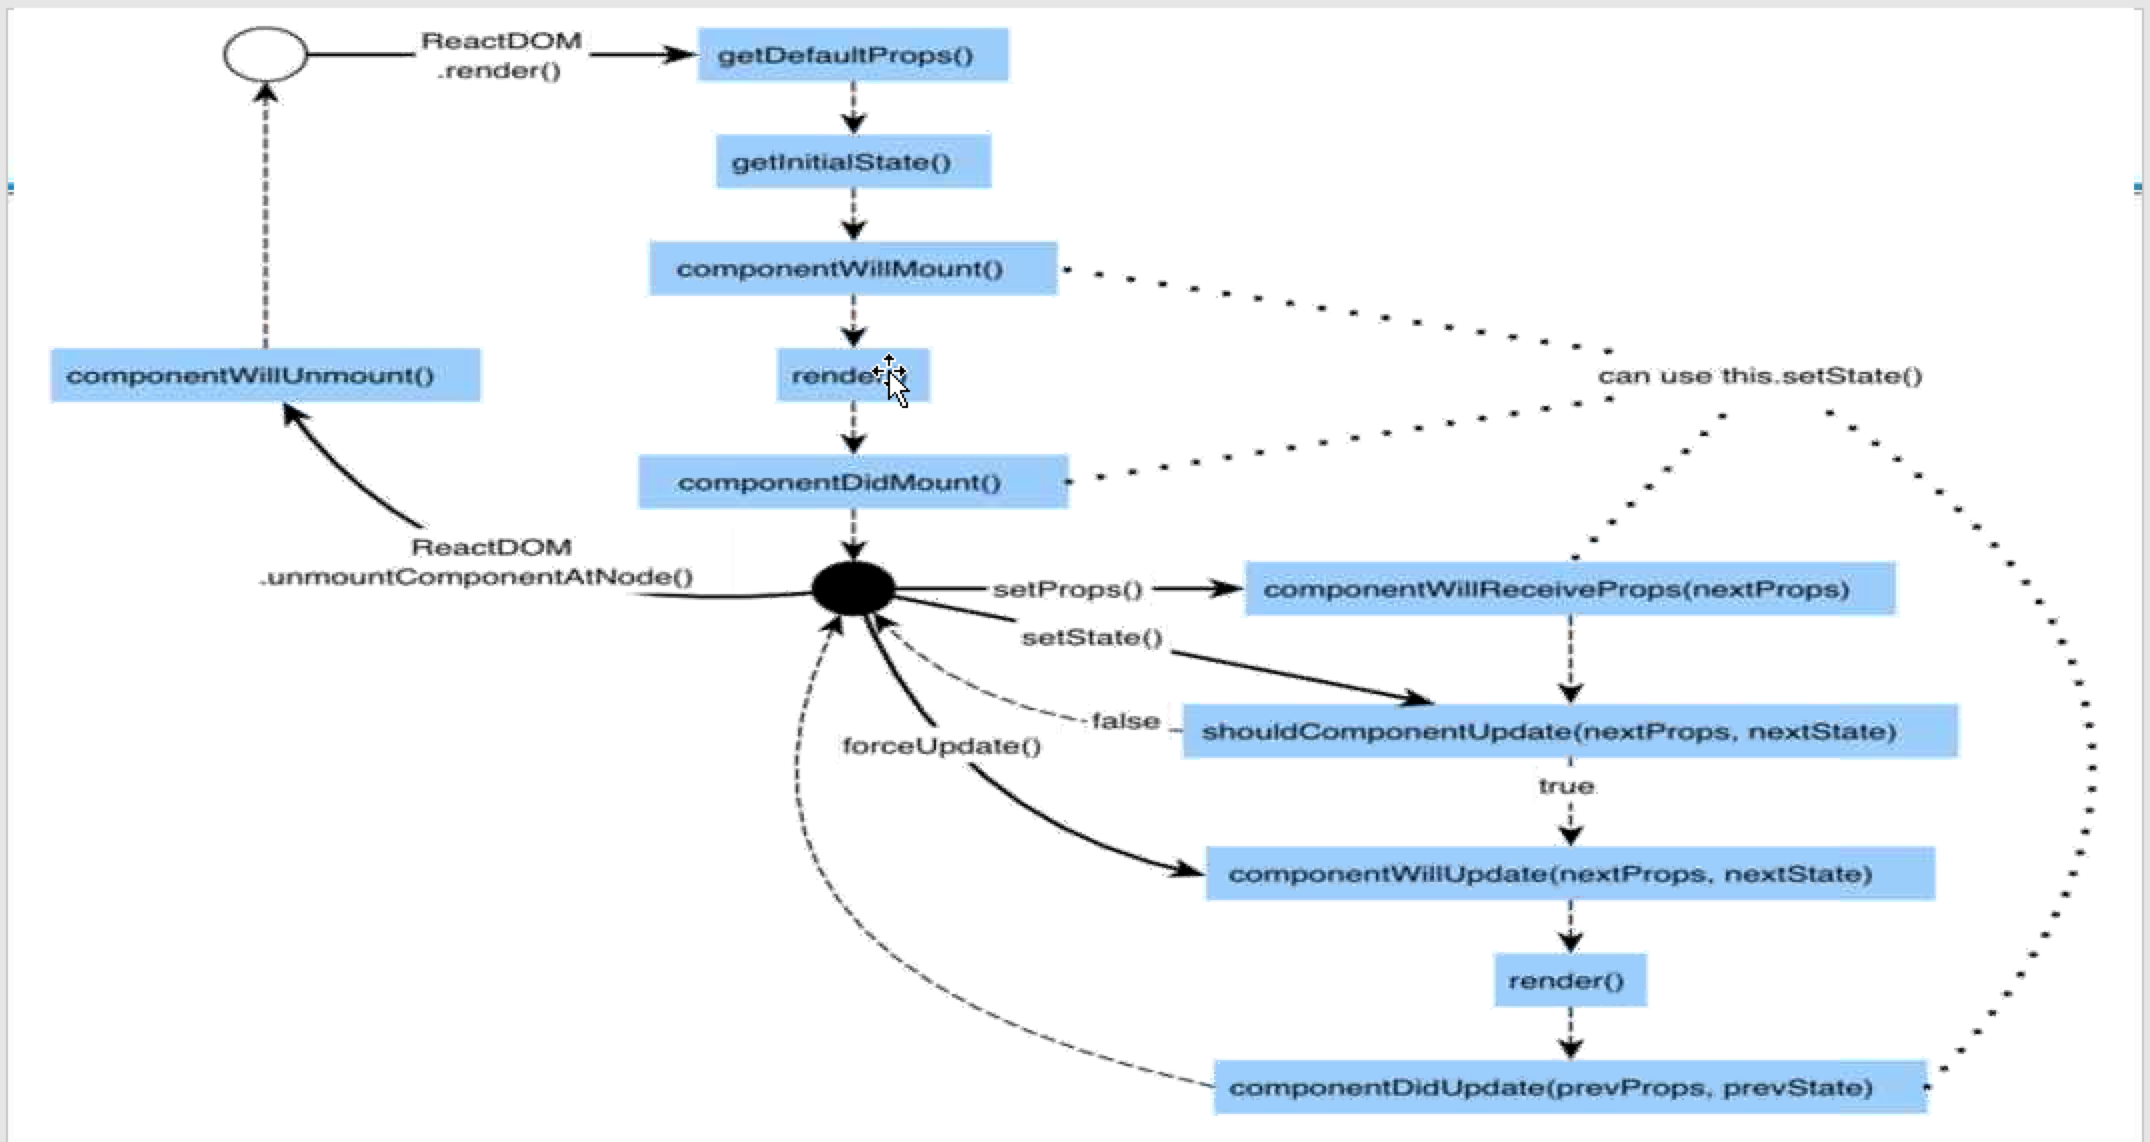 ReactDOM
.render()
getDefaultProps()
getInitialState()
componentWillMount()
componentWillUnmount()
can use this.setState()
componentDidMount()
ReactDOM
.unmountComponentAtNode()
setProps()
componentWillReceiveProps(nextProps)
setState()
false
shouldComponentUpdate(nextProps, nextState)
forceUpdate()
true
componentWillUpdate(nextProps, nextState)
render()
componentDidUpdate(prevProps, prevState)